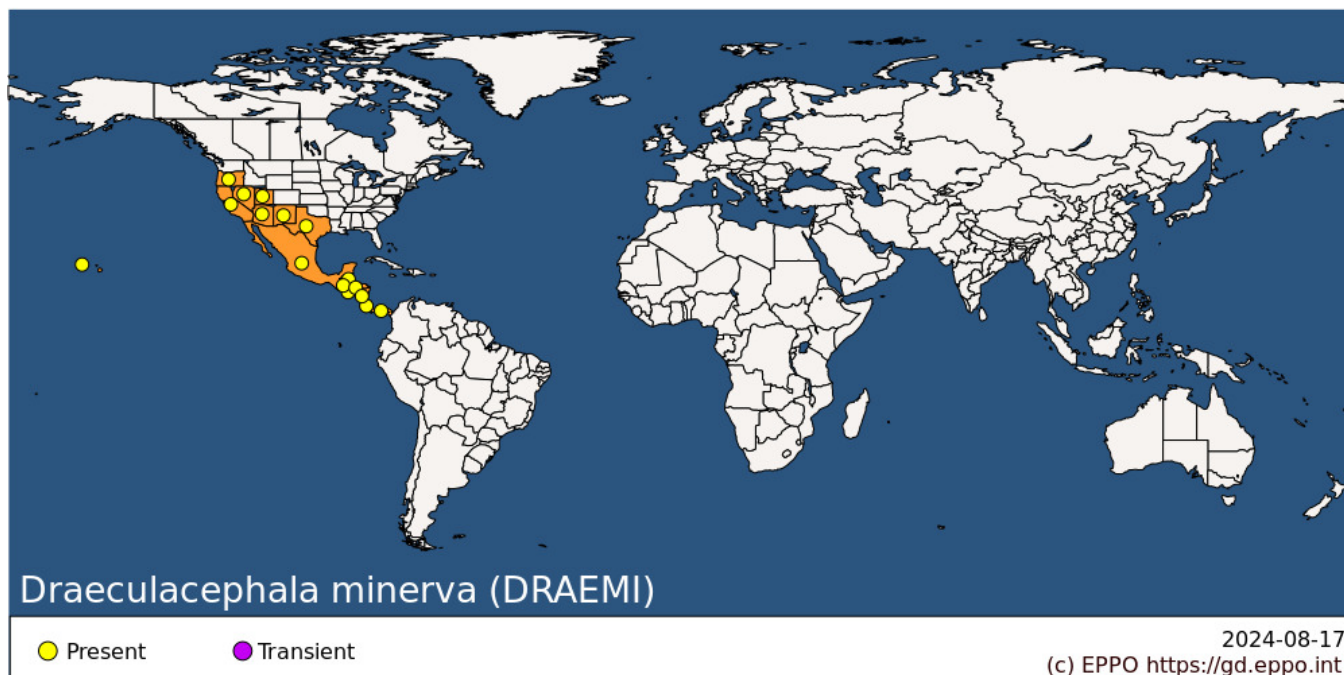 Draeculacephala minerva (DRAEMI)
Present
Transient
2024-08-17
(c) EPPO https://gd.eppo.int